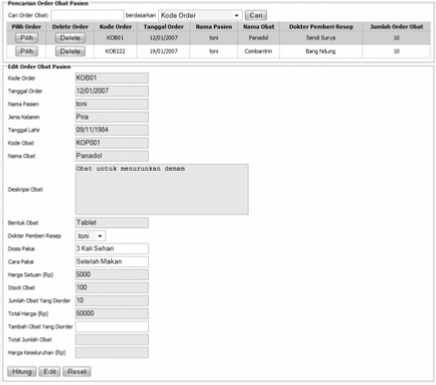 Pencarian Order Obat Pasien
Cari Order Obat: berdasarkan Kode Order Cari
Pilih Order Delete Order Kode Order Tanggal Order Nama Pasien Nama Obat Dokter Pemberi Resep Jumlah Order Obat
Pilih Delete KOB01 12/01/2007 toni Panadol Sendi Surya 10
Pilih Delete KOB222 19/01/2007 toni Combantrin Bang Ndung 10
Edit Order Obat Pasien
Kode Order KOB01
Tanggal Order 12/01/2007
Nama Pasien toni
Jenis Kelamin Pria
Tanggal Lahir 09/11/1984
Kode Obat KOP001
Nama Obat Panadol
Obat untuk menurunkan demam
Deskripsi Obat
Bentuk Obat Tablet
Dokter Pemberi Resep toni
Dosis Pakai 3 Kali Sehari
Cara Pakai Setelah Makan
Harga Satuan (Rp) 5000
Stock Obat 100
Jumlah Obat Yang Diorder 10
Total Harga (Rp) 50000
Tambah Obat Yang Diorder
Total Jumlah Obat
Harga Keseluruhan (Rp)
Hitung Edit Reset